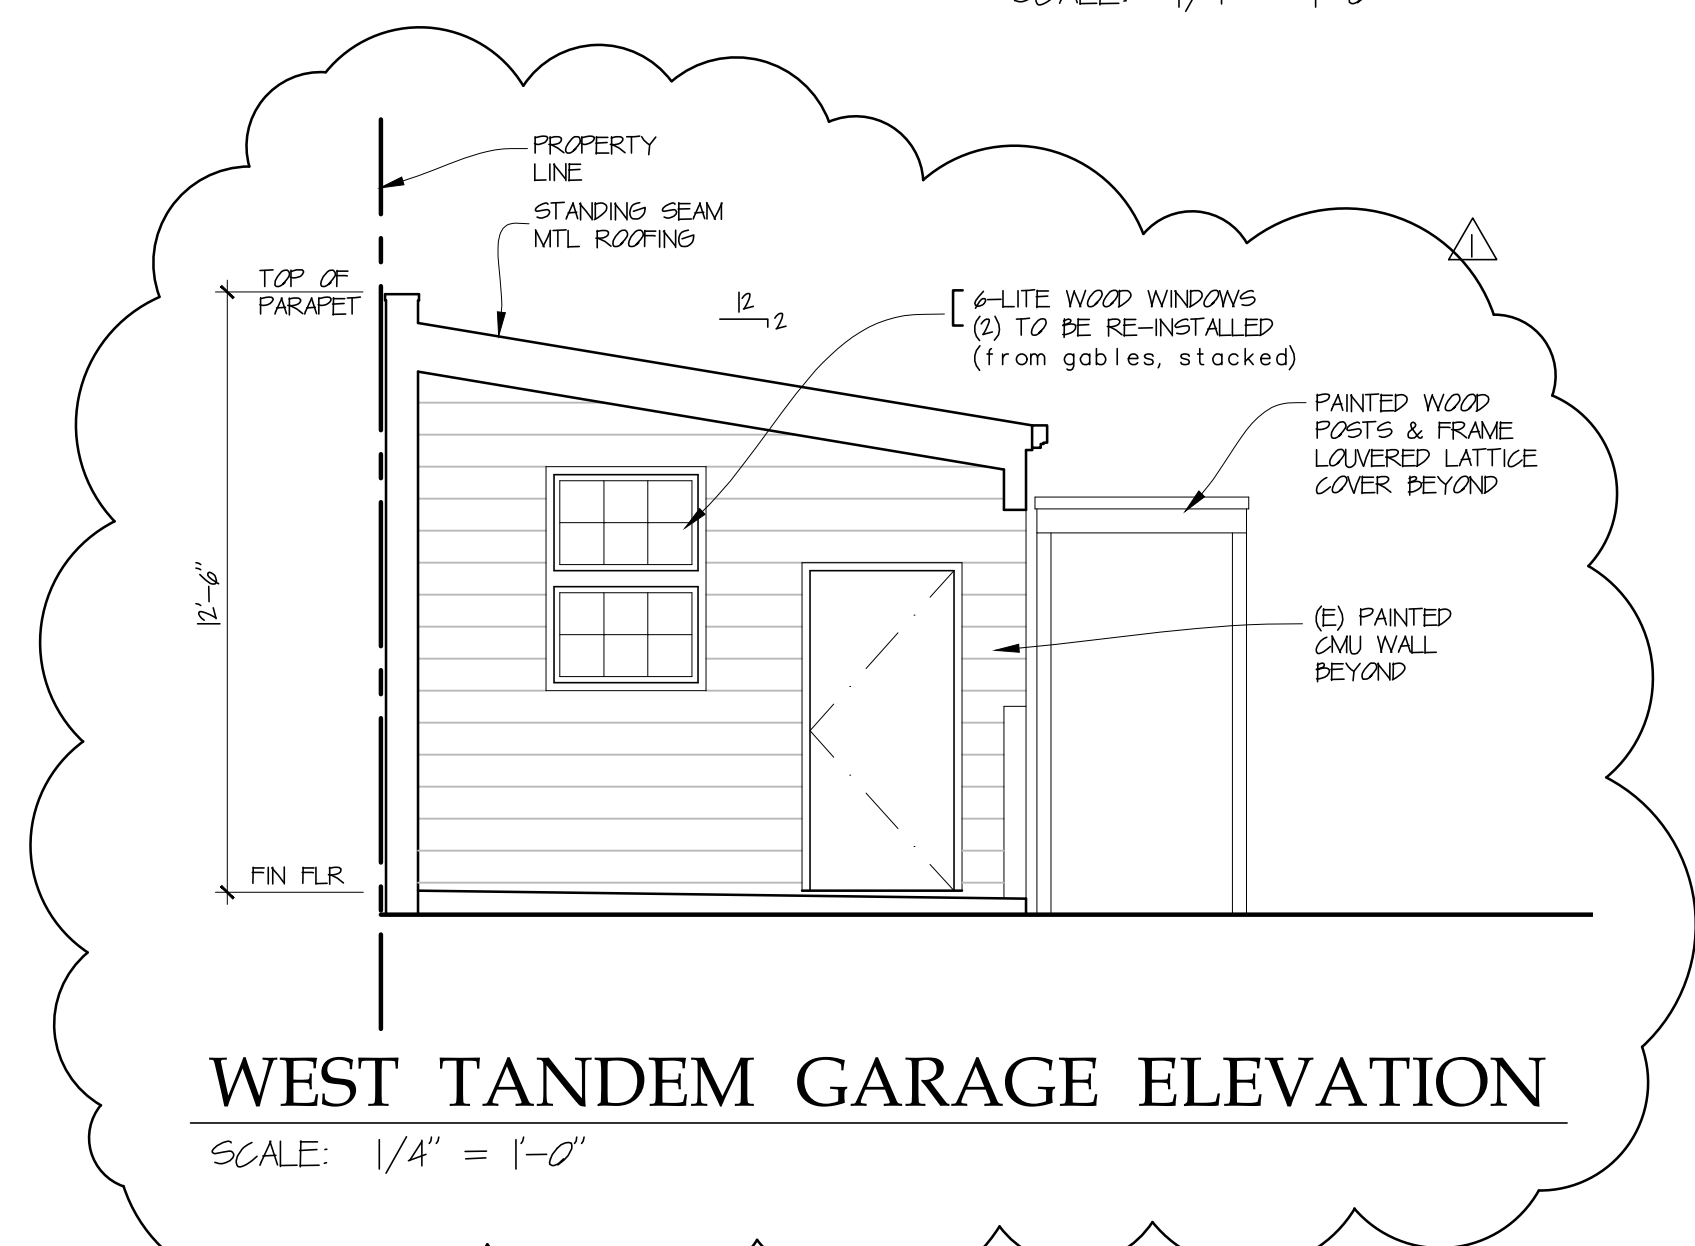 PROPERTY
LINE
STANDING SEAM
MTL ROOFING
1
TOP OF
PARAPET
12
2
6-LITE WOOD WINDOWS
(2) TO BE RE-INSTALLED
(from gables, stacked)
PAINTED WOOD
POSTS & FRAME
LOUVERED LATTICE
COVER BEYOND
12'-6"
(E) PAINTED
CMU WALL
BEYOND
FIN FLR
WEST TANDEM GARAGE ELEVATION
SCALE: 1/4" = 1'-0"